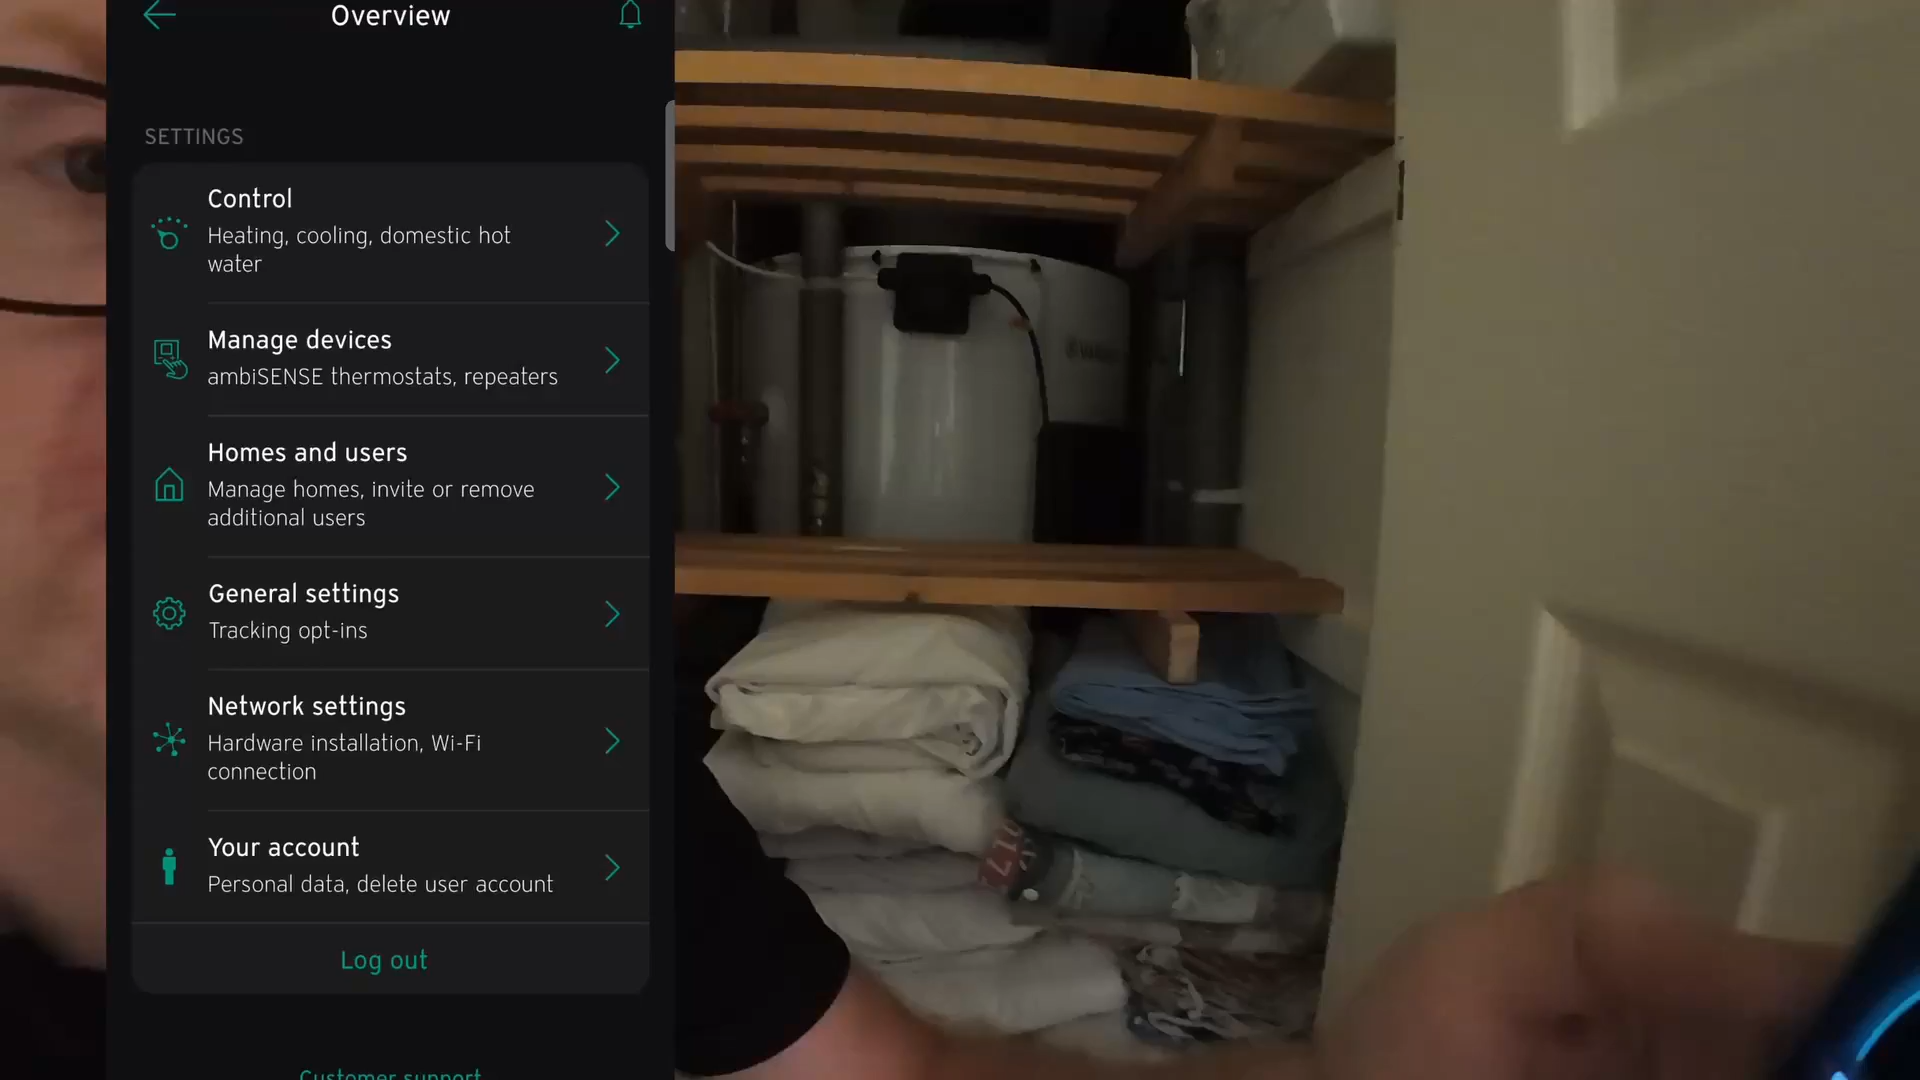 Overview
SETTINGS
Control
Heating, cooling, domestic hot
water
Manage devices
ambiSENSE thermostats, repeaters
Homes and users
Manage homes, invite or remove
additional users
General settings
Tracking opt-ins
Network settings
Hardware installation, Wi-Fi
connection
Your account
Personal data, delete user account
Log out
Customer support